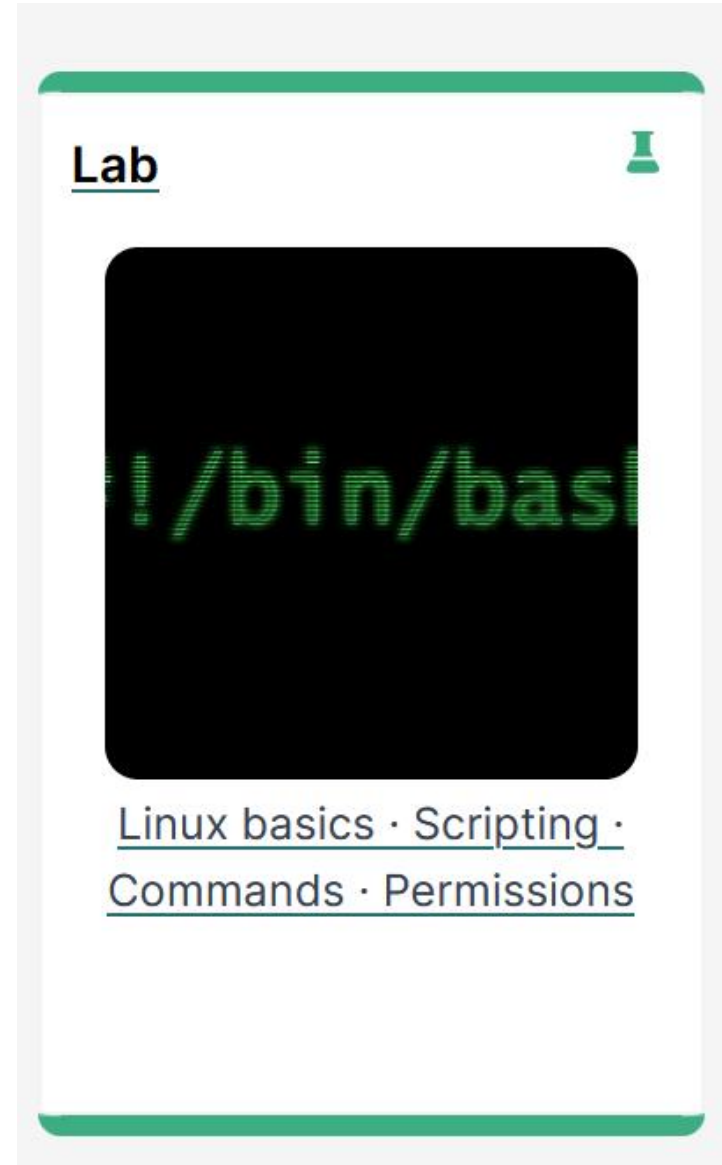 Lab
!/bin/bas
Linux basics · Scripting ·
Commands · Permissions